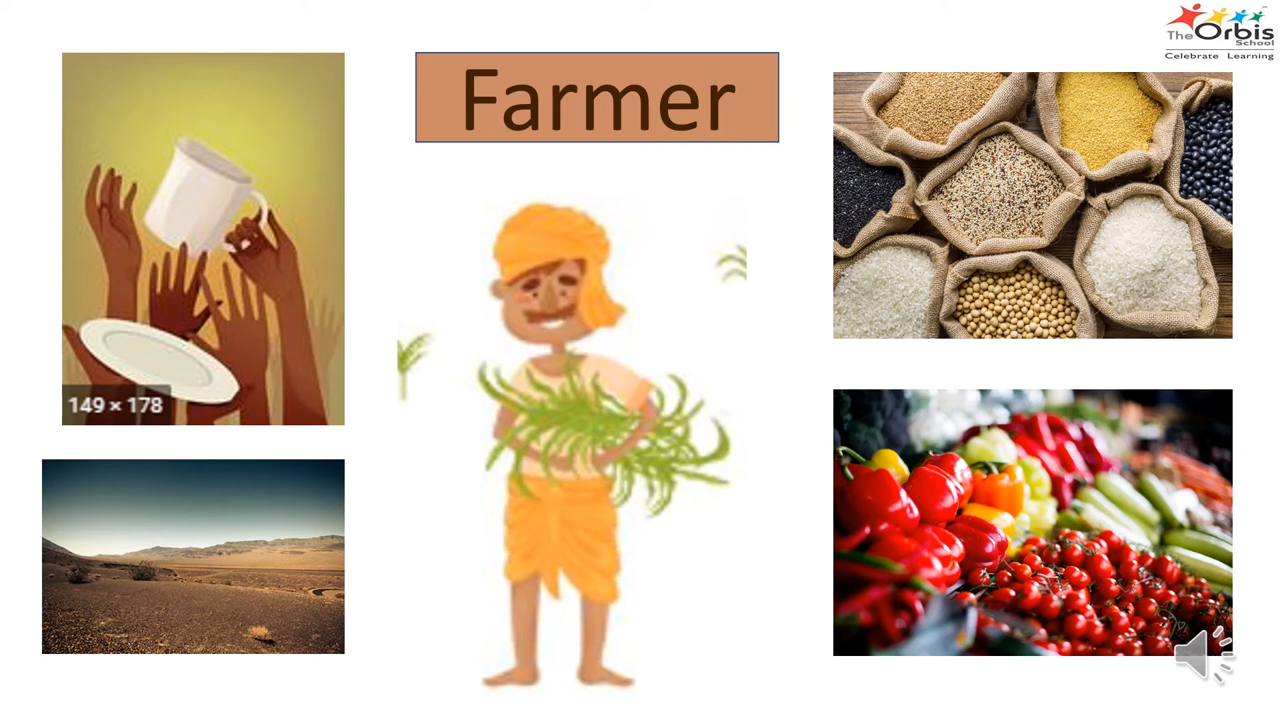 The Orbis
School
Celebrate Learning
Farmer
149 × 178